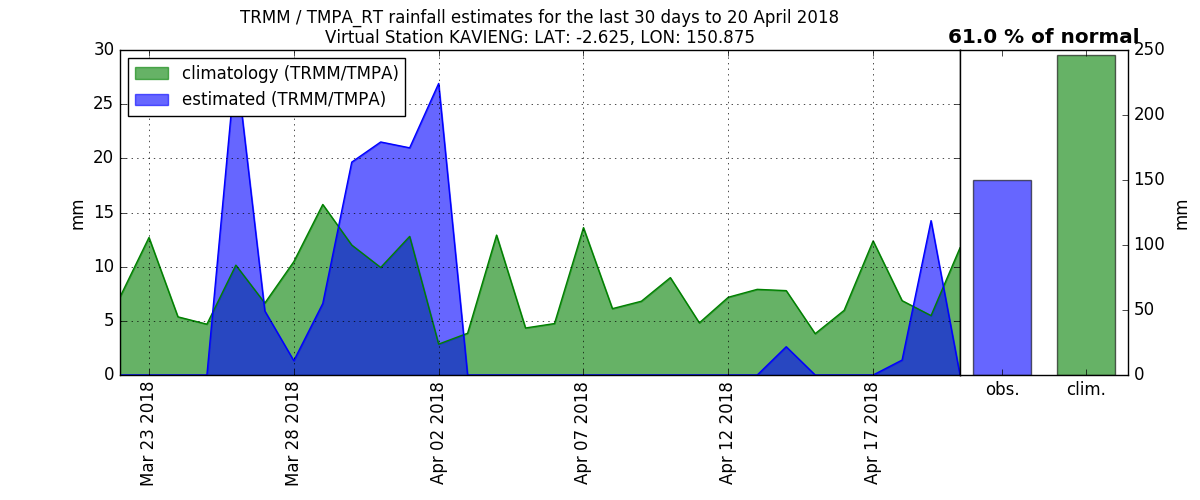 TRMM / TMPA_RT rainfall estimates for the last 30 days to 20 April 2018
Virtual Station KAVIENG: LAT: -2.625, LON: 150.875
61.0 % of normal
climatology (TRMM/TMPA)
estimated (TRMM/TMPA)
30
25
20
15
10
5
0
mm
Mar 23 2018
Mar 28 2018
Apr 02 2018
Apr 07 2018
Apr 12 2018
Apr 17 2018
obs.
clim.
250
200
150
100
50
0
mm